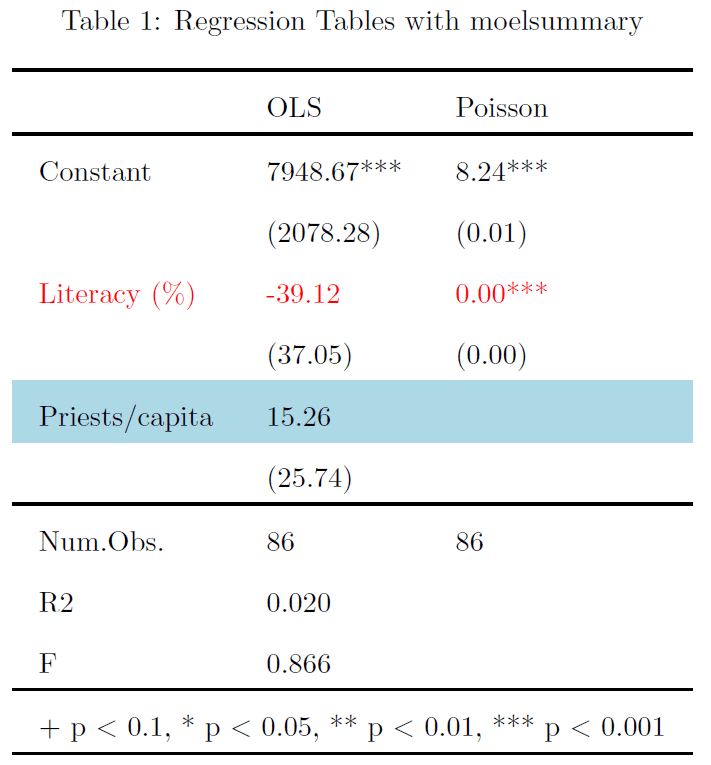 Table 1: Regression Tables with moelsummary
OLS Poisson
Constant 7948.67*** 8.24***
(2078.28) (0.01)
Literacy (%) -39.12 0.00***
(37.05) (0.00)
Priests/capita 15.26
(25.74)
Num.Obs. 86 86
R2 0.020
F 0.866
+ p < 0.1, * p < 0.05, ** p < 0.01, *** p < 0.001